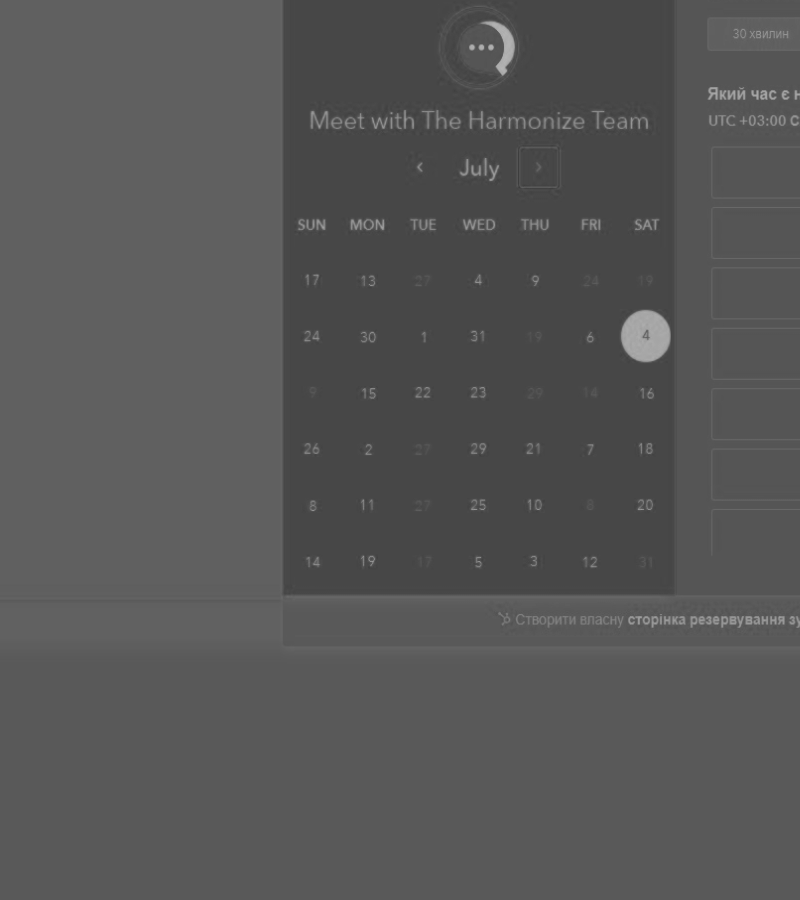 30 хвилин
Meet with The Harmonize Team
Який час є
UTC +03:00
July
SUN MON TUE WED THU FRI SAT
17 13 27 4 9 24 19
24 30 1 31 19 6 4
9 15 22 23 29 14 16
26 2 27 29 21 7 18
8 11 27 25 10 8 20
14 19 17 5 3 12 31
Створити власну сторінка резервування